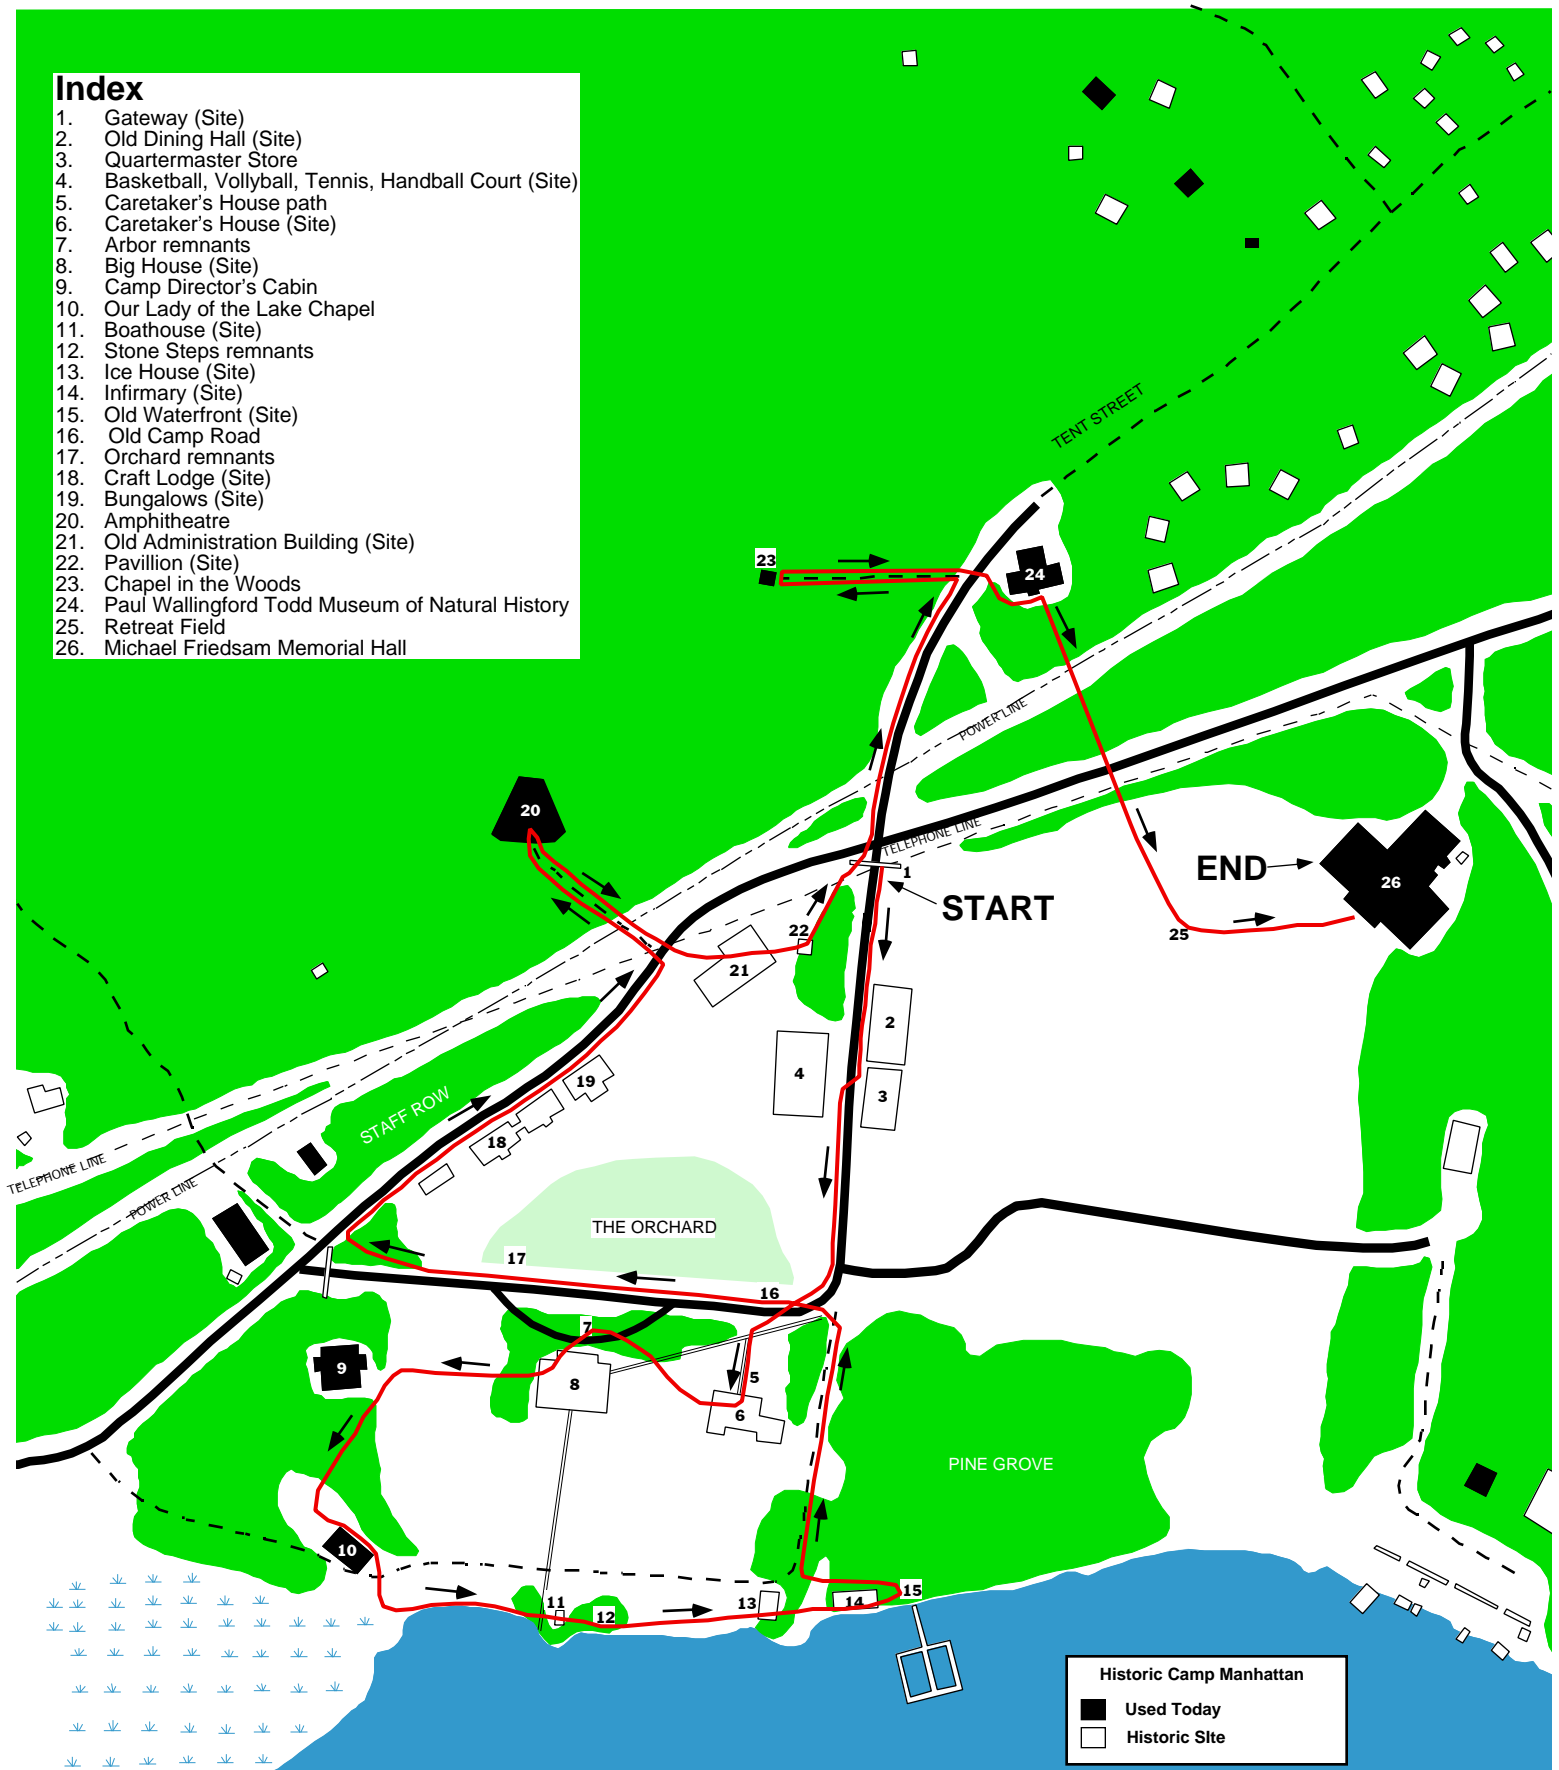 Index
1. Gateway (Site)
2. Old Dining Hall (Site)
3. Quartermaster Store
4. Basketball, Vollyball, Tennis, Handball Court (Site)
5. Caretaker's House path
6. Caretaker's House (Site)
7. Arbor remnants
8. Big House (Site)
9. Camp Director's Cabin
10. Our Lady of the Lake Chapel
11. Boathouse (Site)
12. Stone Steps remnants
13. Ice House (Site)
14. Infirmary (Site)
15. Old Waterfront (Site)
16. Old Camp Road
17. Orchard remnants
18. Craft Lodge (Site)
19. Bungalows (Site)
20. Amphitheatre
21. Old Administration Building (Site)
22. Pavillion (Site)
23. Chapel in the Woods
24. Paul Wallingford Todd Museum of Natural History
25. Retreat Field
26. Michael Friedsam Memorial Hall
TENT STREET
23
24
POWER LINE
20
TELEPHONE LINE
1
END
26
START
22
25
21
2
4
19
3
STAFF ROW
18
TELEPHONE LINE
POWER LINE
THE ORCHARD
17
16
7
9
8
5
6
PINE GROVE
10
15
11
12
13
14
Historic Camp Manhattan
Used Today
Historic SIte